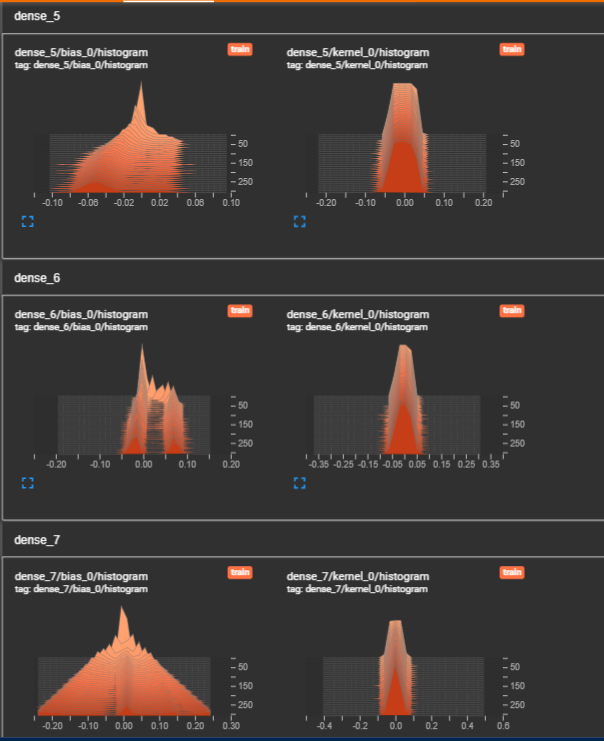 dense_5
dense_5/bias_0/histogram train
tag: dense_5/bias_0/histogram
50
150
250
-0.10 -0.06 -0.02 0.02 0.06 0.10
dense_5/kernel_0/histogram train
tag: dense_5/kernel_0/histogram
50
150
250
-0.20 -0.10 0.00 0.10 0.20
dense_6
dense_6/bias_0/histogram train
tag: dense_6/bias_0/histogram
50
150
250
-0.20 -0.10 0.00 0.10 0.20
dense_6/kernel_0/histogram train
tag: dense_6/kernel_0/histogram
50
150
250
-0.35 -0.25 -0.15 -0.05 0.05 0.15 0.25 0.35
dense_7
dense_7/bias_0/histogram train
tag: dense_7/bias_0/histogram
50
150
250
-0.20 -0.10 0.00 0.10 0.20 0.30
dense_7/kernel_0/histogram train
tag: dense_7/kernel_0/histogram
50
150
250
-0.4 -0.2 0.0 0.2 0.4 0.6